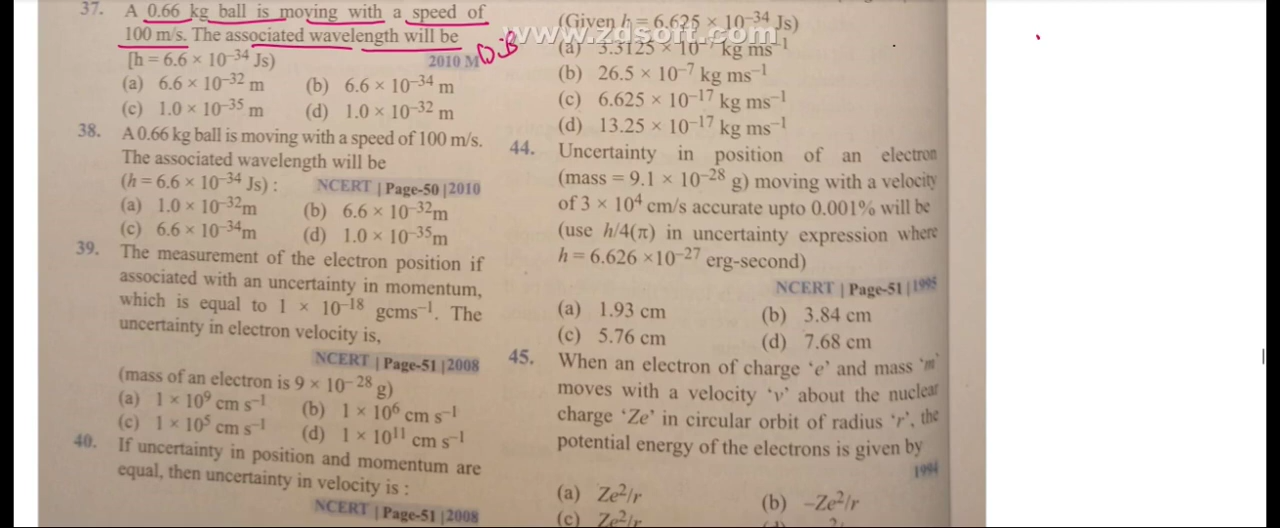 37. A 0.66 kg ball is moving with a speed of
100 m/s. The associated wavelength will be
[h = 6.6 × 10⁻³⁴ Js) 2010 M
(a) 6.6 × 10⁻³² m (b) 6.6 × 10⁻³⁴ m
(c) 1.0 × 10⁻³⁵ m (d) 1.0 × 10⁻³² m
38. A 0.66 kg ball is moving with a speed of 100 m/s.
The associated wavelength will be
(h = 6.6 × 10⁻³⁴ Js) : NCERT | Page-50 | 2010
(a) 1.0 × 10⁻³²m (b) 6.6 × 10⁻³²m
(c) 6.6 × 10⁻³⁴m (d) 1.0 × 10⁻³⁵m
39. The measurement of the electron position if
associated with an uncertainty in momentum,
which is equal to 1 × 10⁻¹⁸ gcms⁻¹. The
uncertainty in electron velocity is,
NCERT | Page-51 | 2008
(mass of an electron is 9 × 10⁻²⁸ g)
(a) 1 × 10⁹ cm s⁻¹ (b) 1 × 10⁶ cm s⁻¹
(c) 1 × 10⁵ cm s⁻¹ (d) 1 × 10¹¹ cm s⁻¹
40. If uncertainty in position and momentum are
equal, then uncertainty in velocity is :
NCERT | Page-51 | 2008
(Given h = 6.625 × 10⁻³⁴ Js)
www.zdsoft.com
(a) 3.3125 × 10 kg ms⁻¹
(b) 26.5 × 10⁻⁷ kg ms⁻¹
(c) 6.625 × 10⁻¹⁷ kg ms⁻¹
(d) 13.25 × 10⁻¹⁷ kg ms⁻¹
44. Uncertainty in position of an electron
(mass = 9.1 × 10⁻²⁸ g) moving with a velocity
of 3 × 10⁴ cm/s accurate upto 0.001% will be
(use h/4(π) in uncertainty expression where
h = 6.626 ×10⁻²⁷ erg-second)
NCERT | Page-51 | 1995
(a) 1.93 cm (b) 3.84 cm
(c) 5.76 cm (d) 7.68 cm
45. When an electron of charge ‘e’ and mass ‘m’
moves with a velocity ‘v’ about the nuclear
charge ‘Ze’ in circular orbit of radius ‘r’, the
potential energy of the electrons is given by
1994
(a) Ze²/r (b) –Ze²/r
(c) Ze²/r